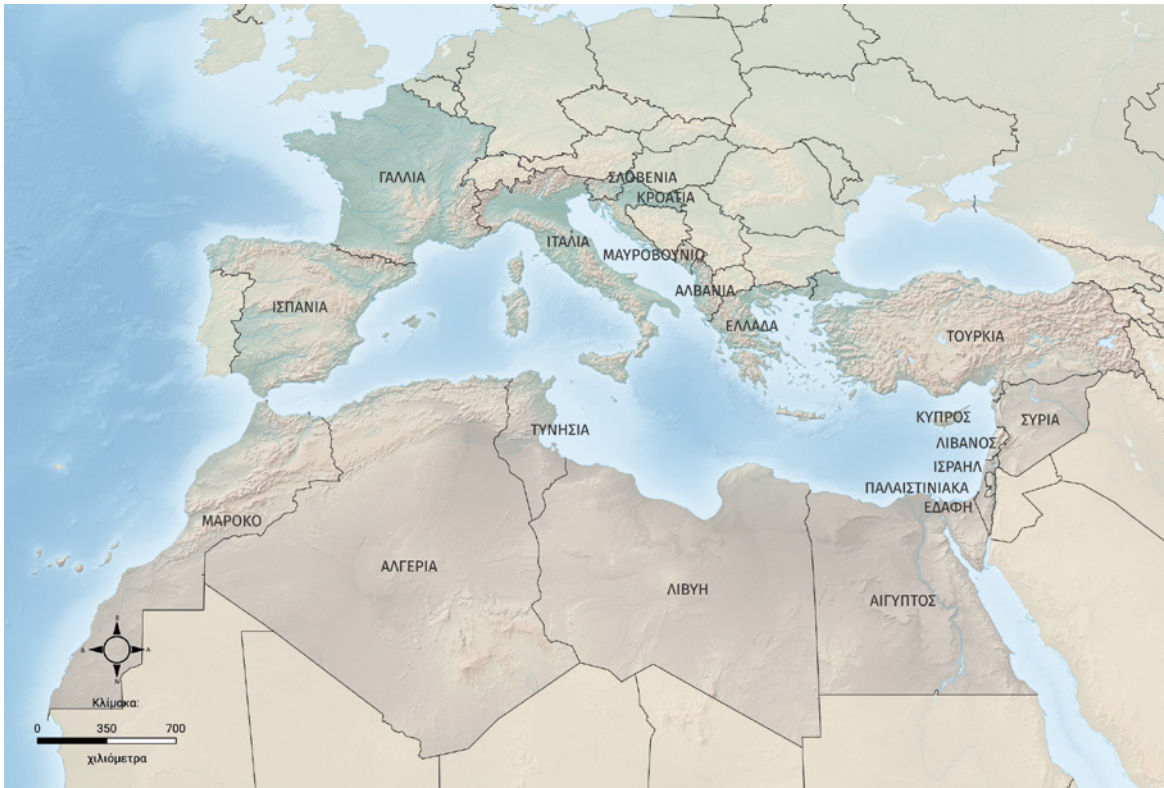 ΓΑΛΛΙΑ
ΣΛΟΒΕΝΙΑ
ΚΡΟΑΤΙΑ
ΙΤΑΛΙΑ
ΜΑΥΡΟΒΟΥΝΙΟ
ΑΛΒΑΝΙΑ
ΙΣΠΑΝΙΑ
ΕΛΛΑΔΑ
ΤΟΥΡΚΙΑ
ΚΥΠΡΟΣ
ΣΥΡΙΑ
ΤΥΝΗΣΙΑ
ΛΙΒΑΝΟΣ
ΙΣΡΑΗΛ
ΠΑΛΑΙΣΤΙΝΙΑΚΑ
ΕΔΑΦΗ
ΜΑΡΟΚΟ
ΑΛΓΕΡΙΑ
ΛΙΒΥΗ
ΑΙΓΥΠΤΟΣ
Β
Δ Α
Ν
Κλίμακα:
0 350 700
χιλιόμετρα